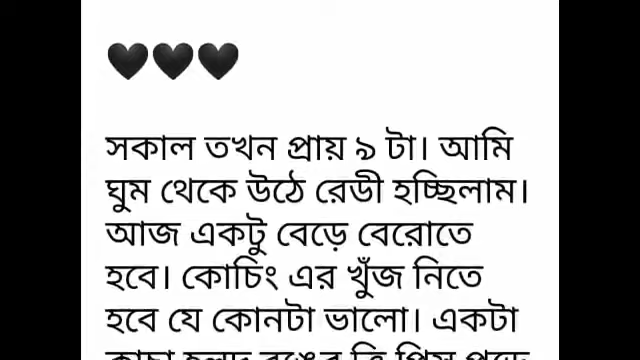 🖤🖤🖤
সকাল তখন প্রায় ৯ টা। আমি
ঘুম থেকে উঠে রেডী হচ্ছিলাম।
আজ একটু বেড়ে বেরোতে
হবে। কোচিং এর খুঁজ নিতে
হবে যে কোনটা ভালো। একটা